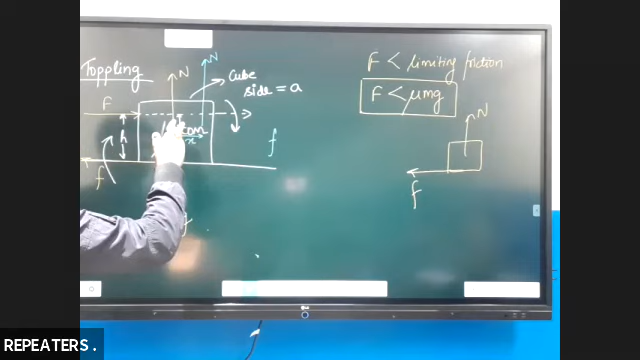 Toppling
N
N
Cube
side = a
F
h
com
x
f
f
F < limiting friction
F < μmg
N
f
REPEATERS .